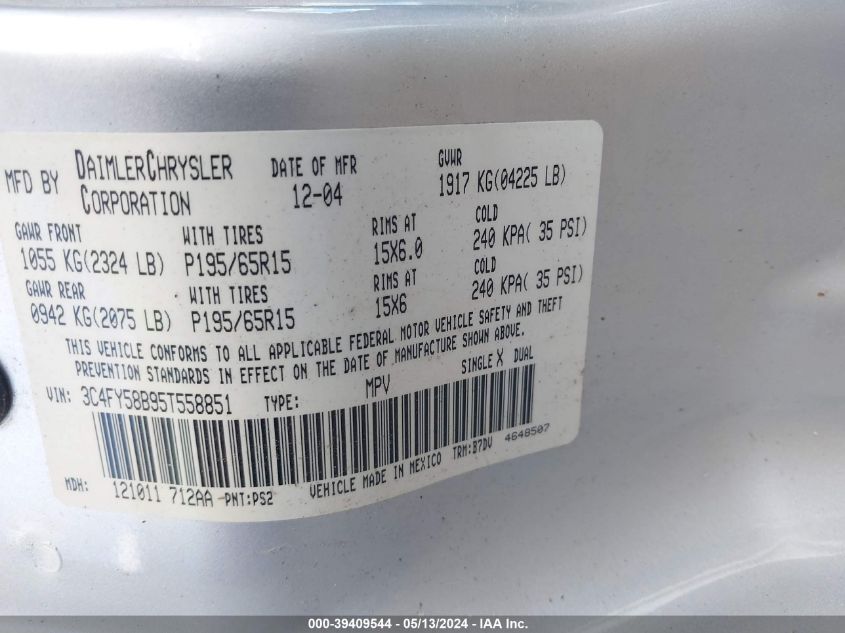 MFD BY DAIMLERCHRYSLER CORPORATION DATE OF MFR 12-04 GVWR 1917 KG(04225 LB)
GAWR FRONT WITH TIRES RIMS AT COLD
1055 KG(2324 LB) P195/65R15 15X6.0 240 KPA( 35 PSI)
GAWR REAR WITH TIRES RIMS AT COLD
0942 KG(2075 LB) P195/65R15 15X6 240 KPA( 35 PSI)
THIS VEHICLE CONFORMS TO ALL APPLICABLE FEDERAL MOTOR VEHICLE SAFETY AND THEFT
PREVENTION STANDARDS IN EFFECT ON THE DATE OF MANUFACTURE SHOWN ABOVE.
VIN: 3C4FY58B95T558851 TYPE: MPV SINGLE X DUAL
MDH: 121011 712AA PNT:PS2 VEHICLE MADE IN MEXICO TRM:B7DV 4648507
000-39409544 - 05/13/2024 - IAA Inc.